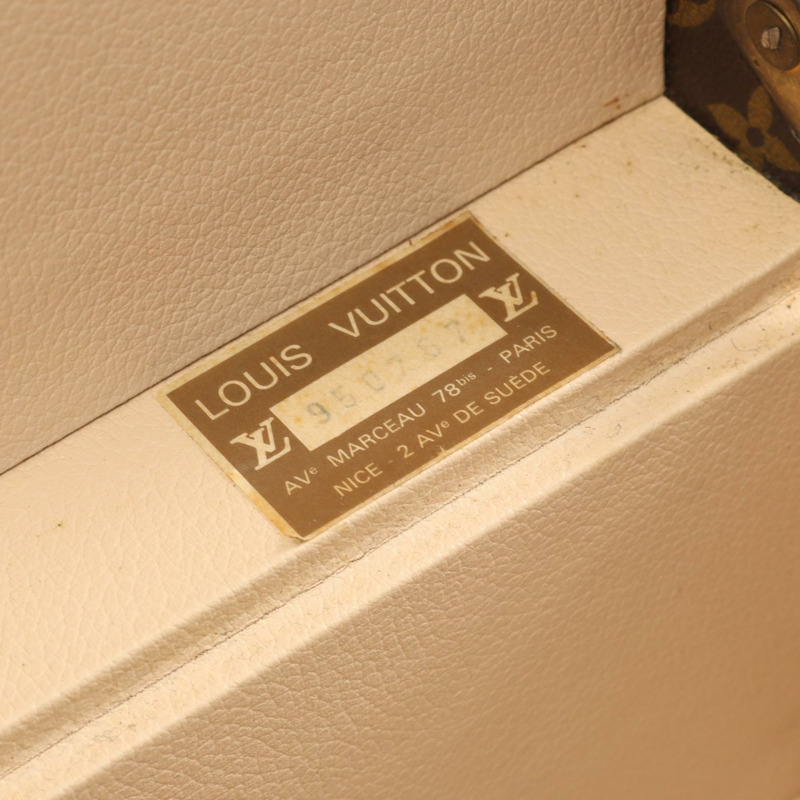 LOUIS VUITTON
950767
AVe MARCEAU 78bis - PARIS
NICE - 2 AVe DE SUÈDE